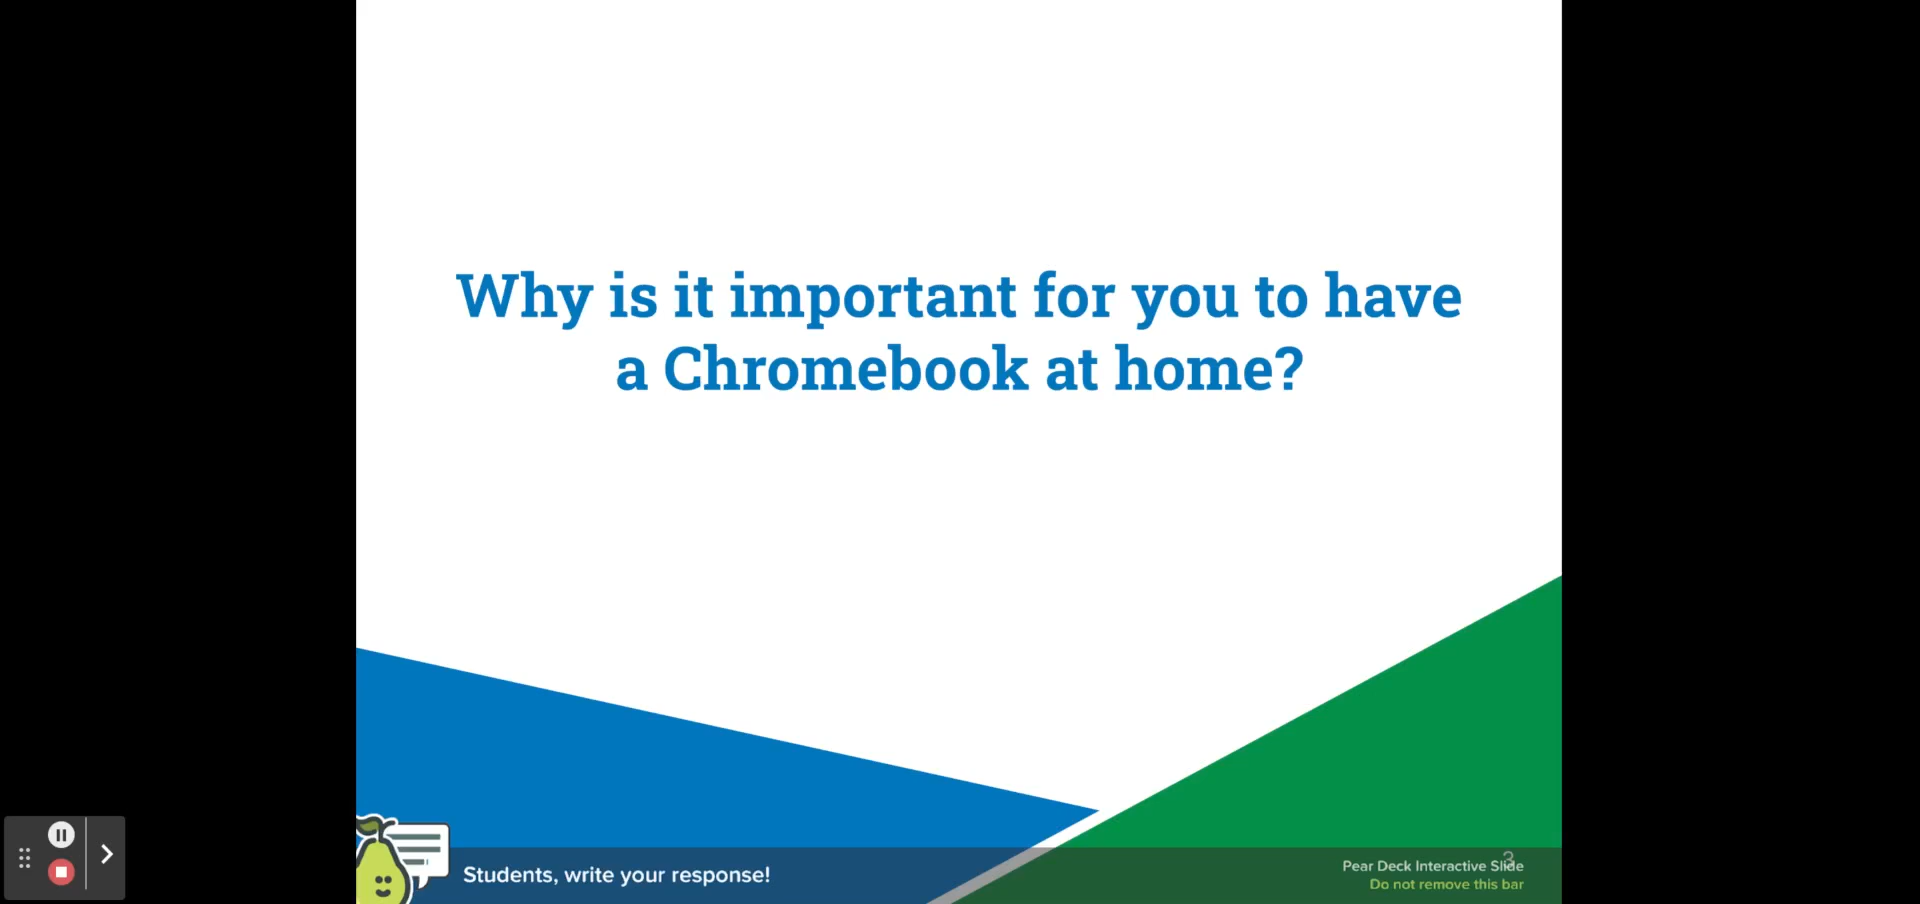 Why is it important for you to have
a Chromebook at home?
Students, write your response!
3
Pear Deck Interactive Slide
Do not remove this bar